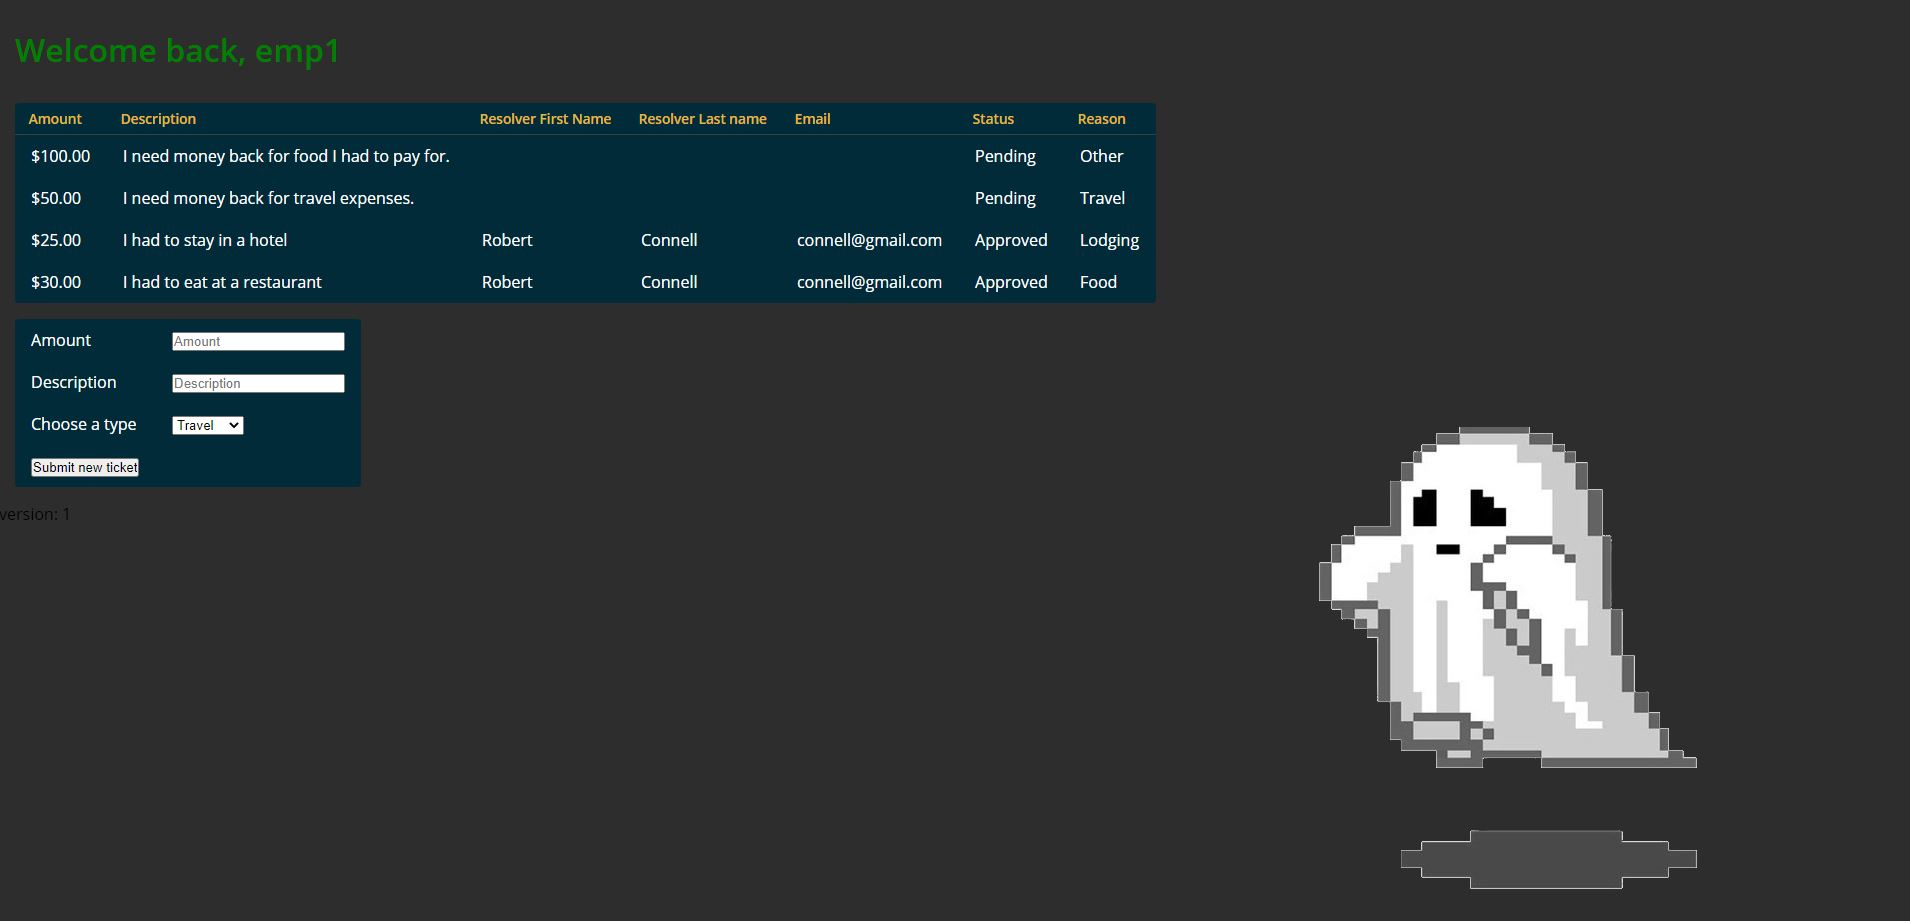 Welcome back, emp1
Amount Description Resolver First Name Resolver Last name Email Status Reason
$100.00 I need money back for food I had to pay for. Pending Other
$50.00 I need money back for travel expenses. Pending Travel
$25.00 I had to stay in a hotel Robert Connell connell@gmail.com Approved Lodging
$30.00 I had to eat at a restaurant Robert Connell connell@gmail.com Approved Food
Amount Amount
Description Description
Choose a type Travel
Submit new ticket
version: 1